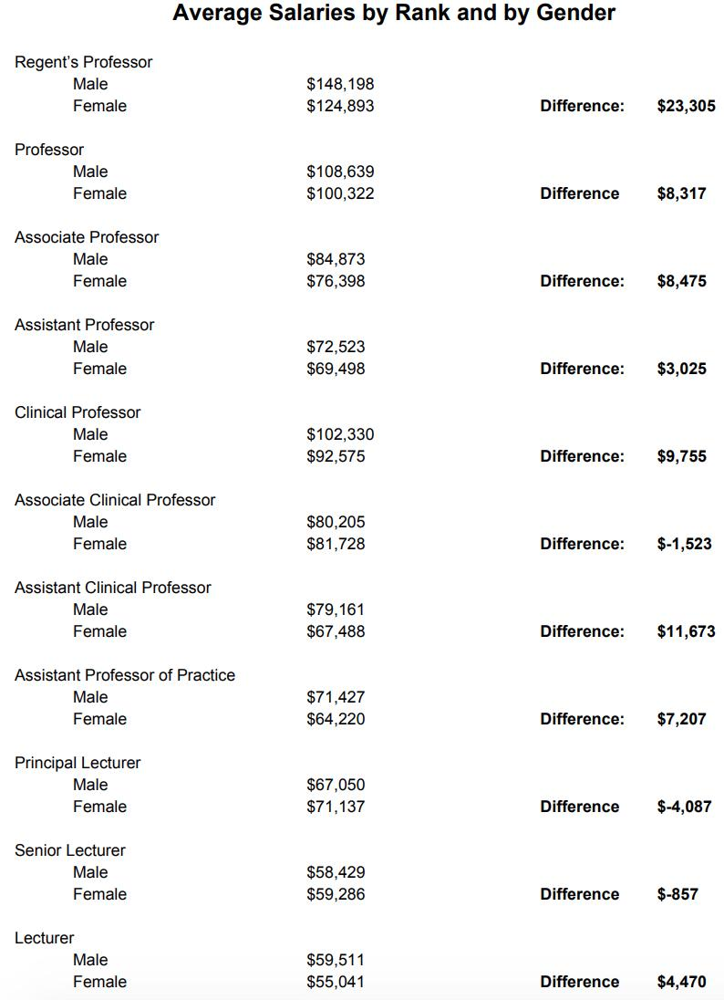 Average Salaries by Rank and by Gender
Regent's Professor
Male $148,198
Female $124,893 Difference: $23,305
Professor
Male $108,639
Female $100,322 Difference $8,317
Associate Professor
Male $84,873
Female $76,398 Difference: $8,475
Assistant Professor
Male $72,523
Female $69,498 Difference: $3,025
Clinical Professor
Male $102,330
Female $92,575 Difference: $9,755
Associate Clinical Professor
Male $80,205
Female $81,728 Difference: $-1,523
Assistant Clinical Professor
Male $79,161
Female $67,488 Difference: $11,673
Assistant Professor of Practice
Male $71,427
Female $64,220 Difference: $7,207
Principal Lecturer
Male $67,050
Female $71,137 Difference $-4,087
Senior Lecturer
Male $58,429
Female $59,286 Difference $-857
Lecturer
Male $59,511
Female $55,041 Difference $4,470